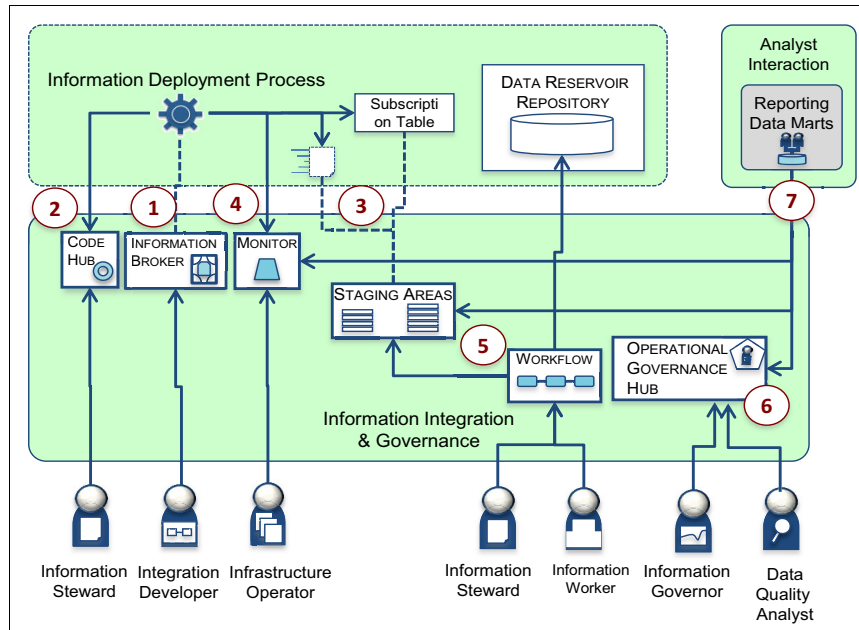 Information Deployment Process
Subscripti
on Table
DATA RESERVOIR
REPOSITORY
Analyst
Interaction
Reporting
Data Marts
2
1
4
3
7
CODE
HUB
INFORMATION
BROKER
MONITOR
STAGING AREAS
5
WORKFLOW
OPERATIONAL
GOVERNANCE
HUB
6
Information Integration
& Governance
Information
Steward
Integration
Developer
Infrastructure
Operator
Information
Steward
Information
Worker
Information
Governor
Data
Quality
Analyst